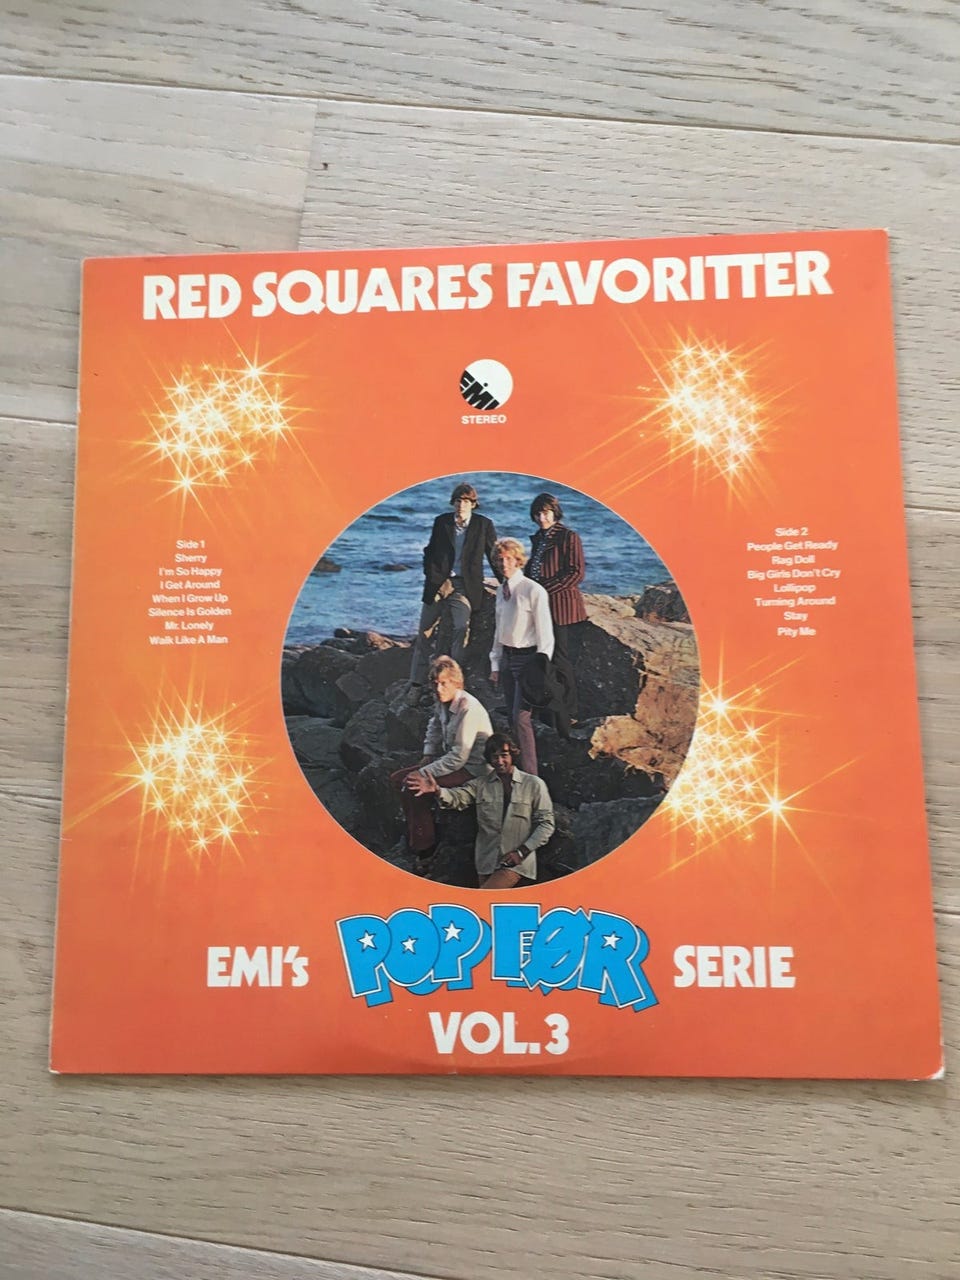 RED SQUARES FAVORITTER
EMI
STEREO
Side 1
Sherry
I'm So Happy
I Get Around
When I Grow Up
Silence Is Golden
Mr. Lonely
Walk Like A Man
Side 2
People Get Ready
Rag Doll
Big Girls Don't Cry
Lollipop
Turning Around
Stay
Pity Me
EMI's POP FØR SERIE
VOL.3